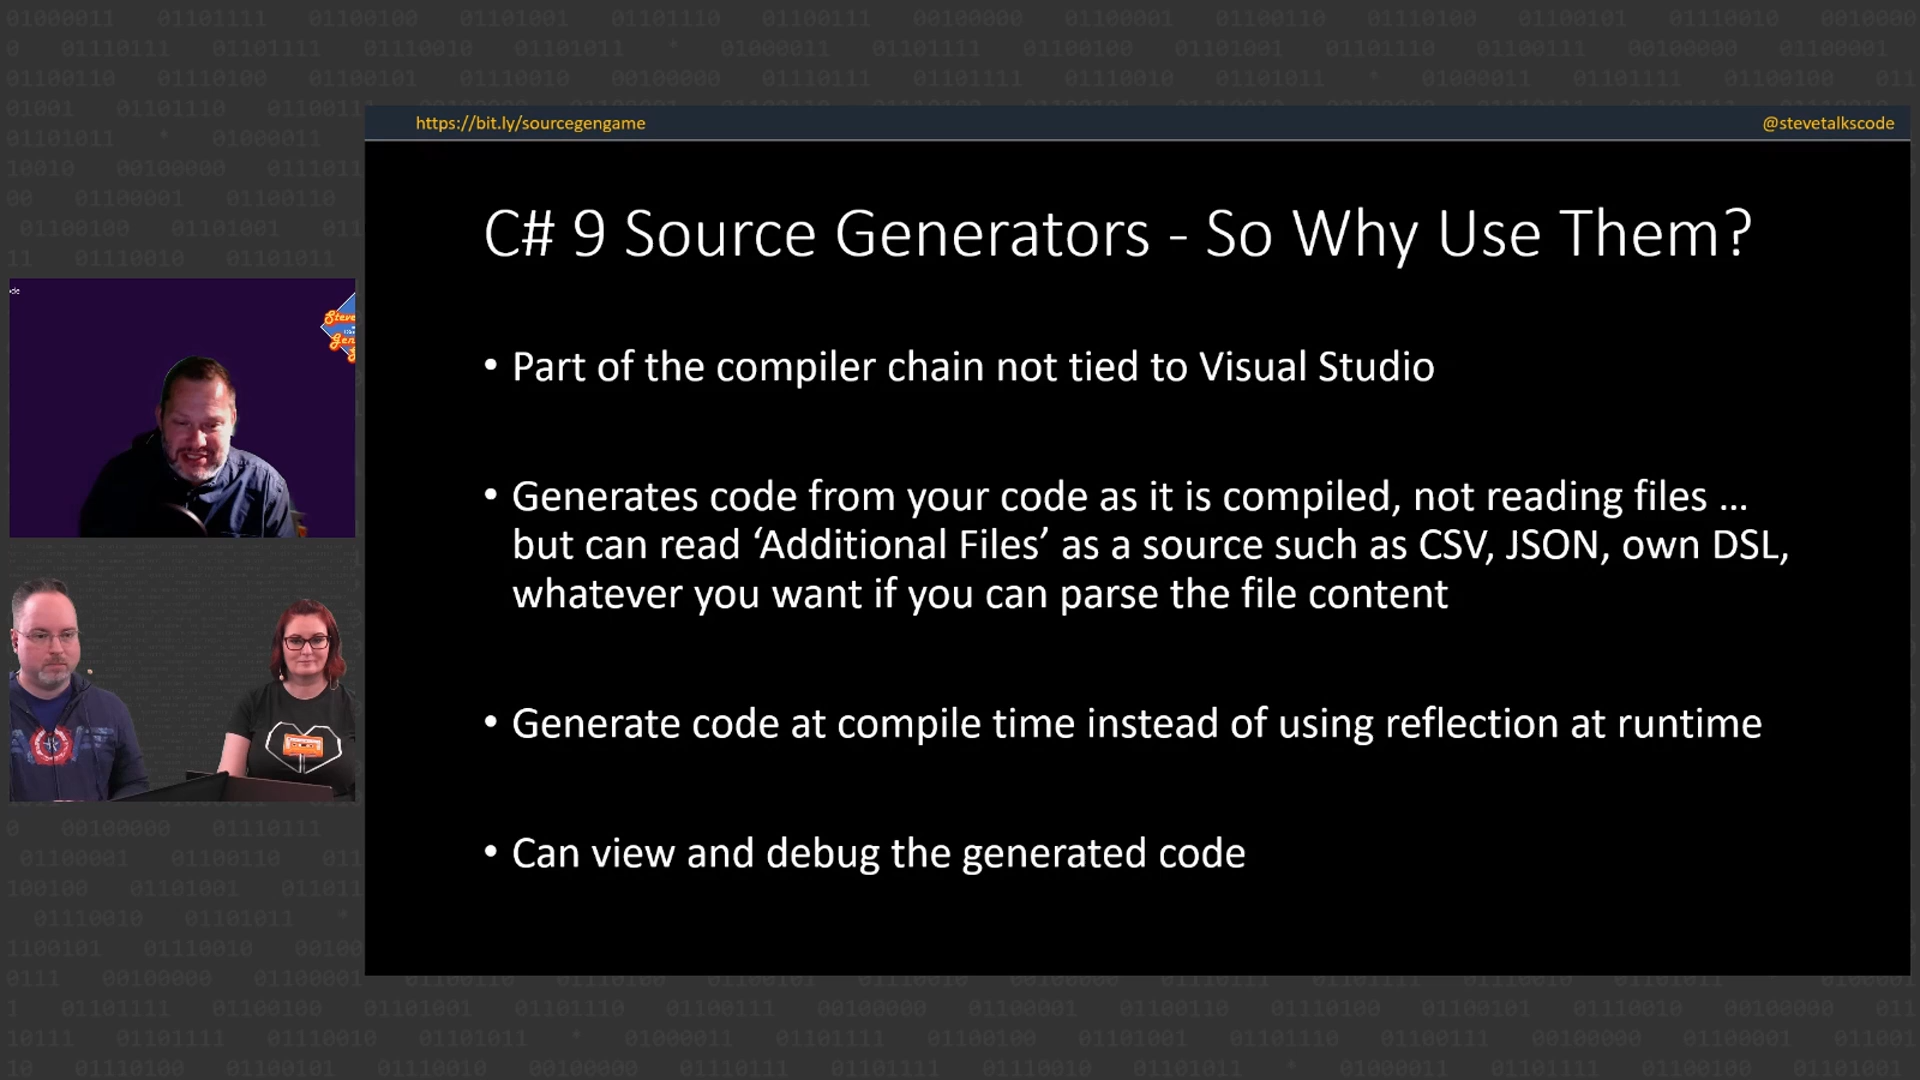 https://bit.ly/sourcegengame
@stevetalkscode
C# 9 Source Generators - So Why Use Them?
• Part of the compiler chain not tied to Visual Studio
• Generates code from your code as it is compiled, not reading files …
but can read ‘Additional Files’ as a source such as CSV, JSON, own DSL,
whatever you want if you can parse the file content
• Generate code at compile time instead of using reflection at runtime
• Can view and debug the generated code